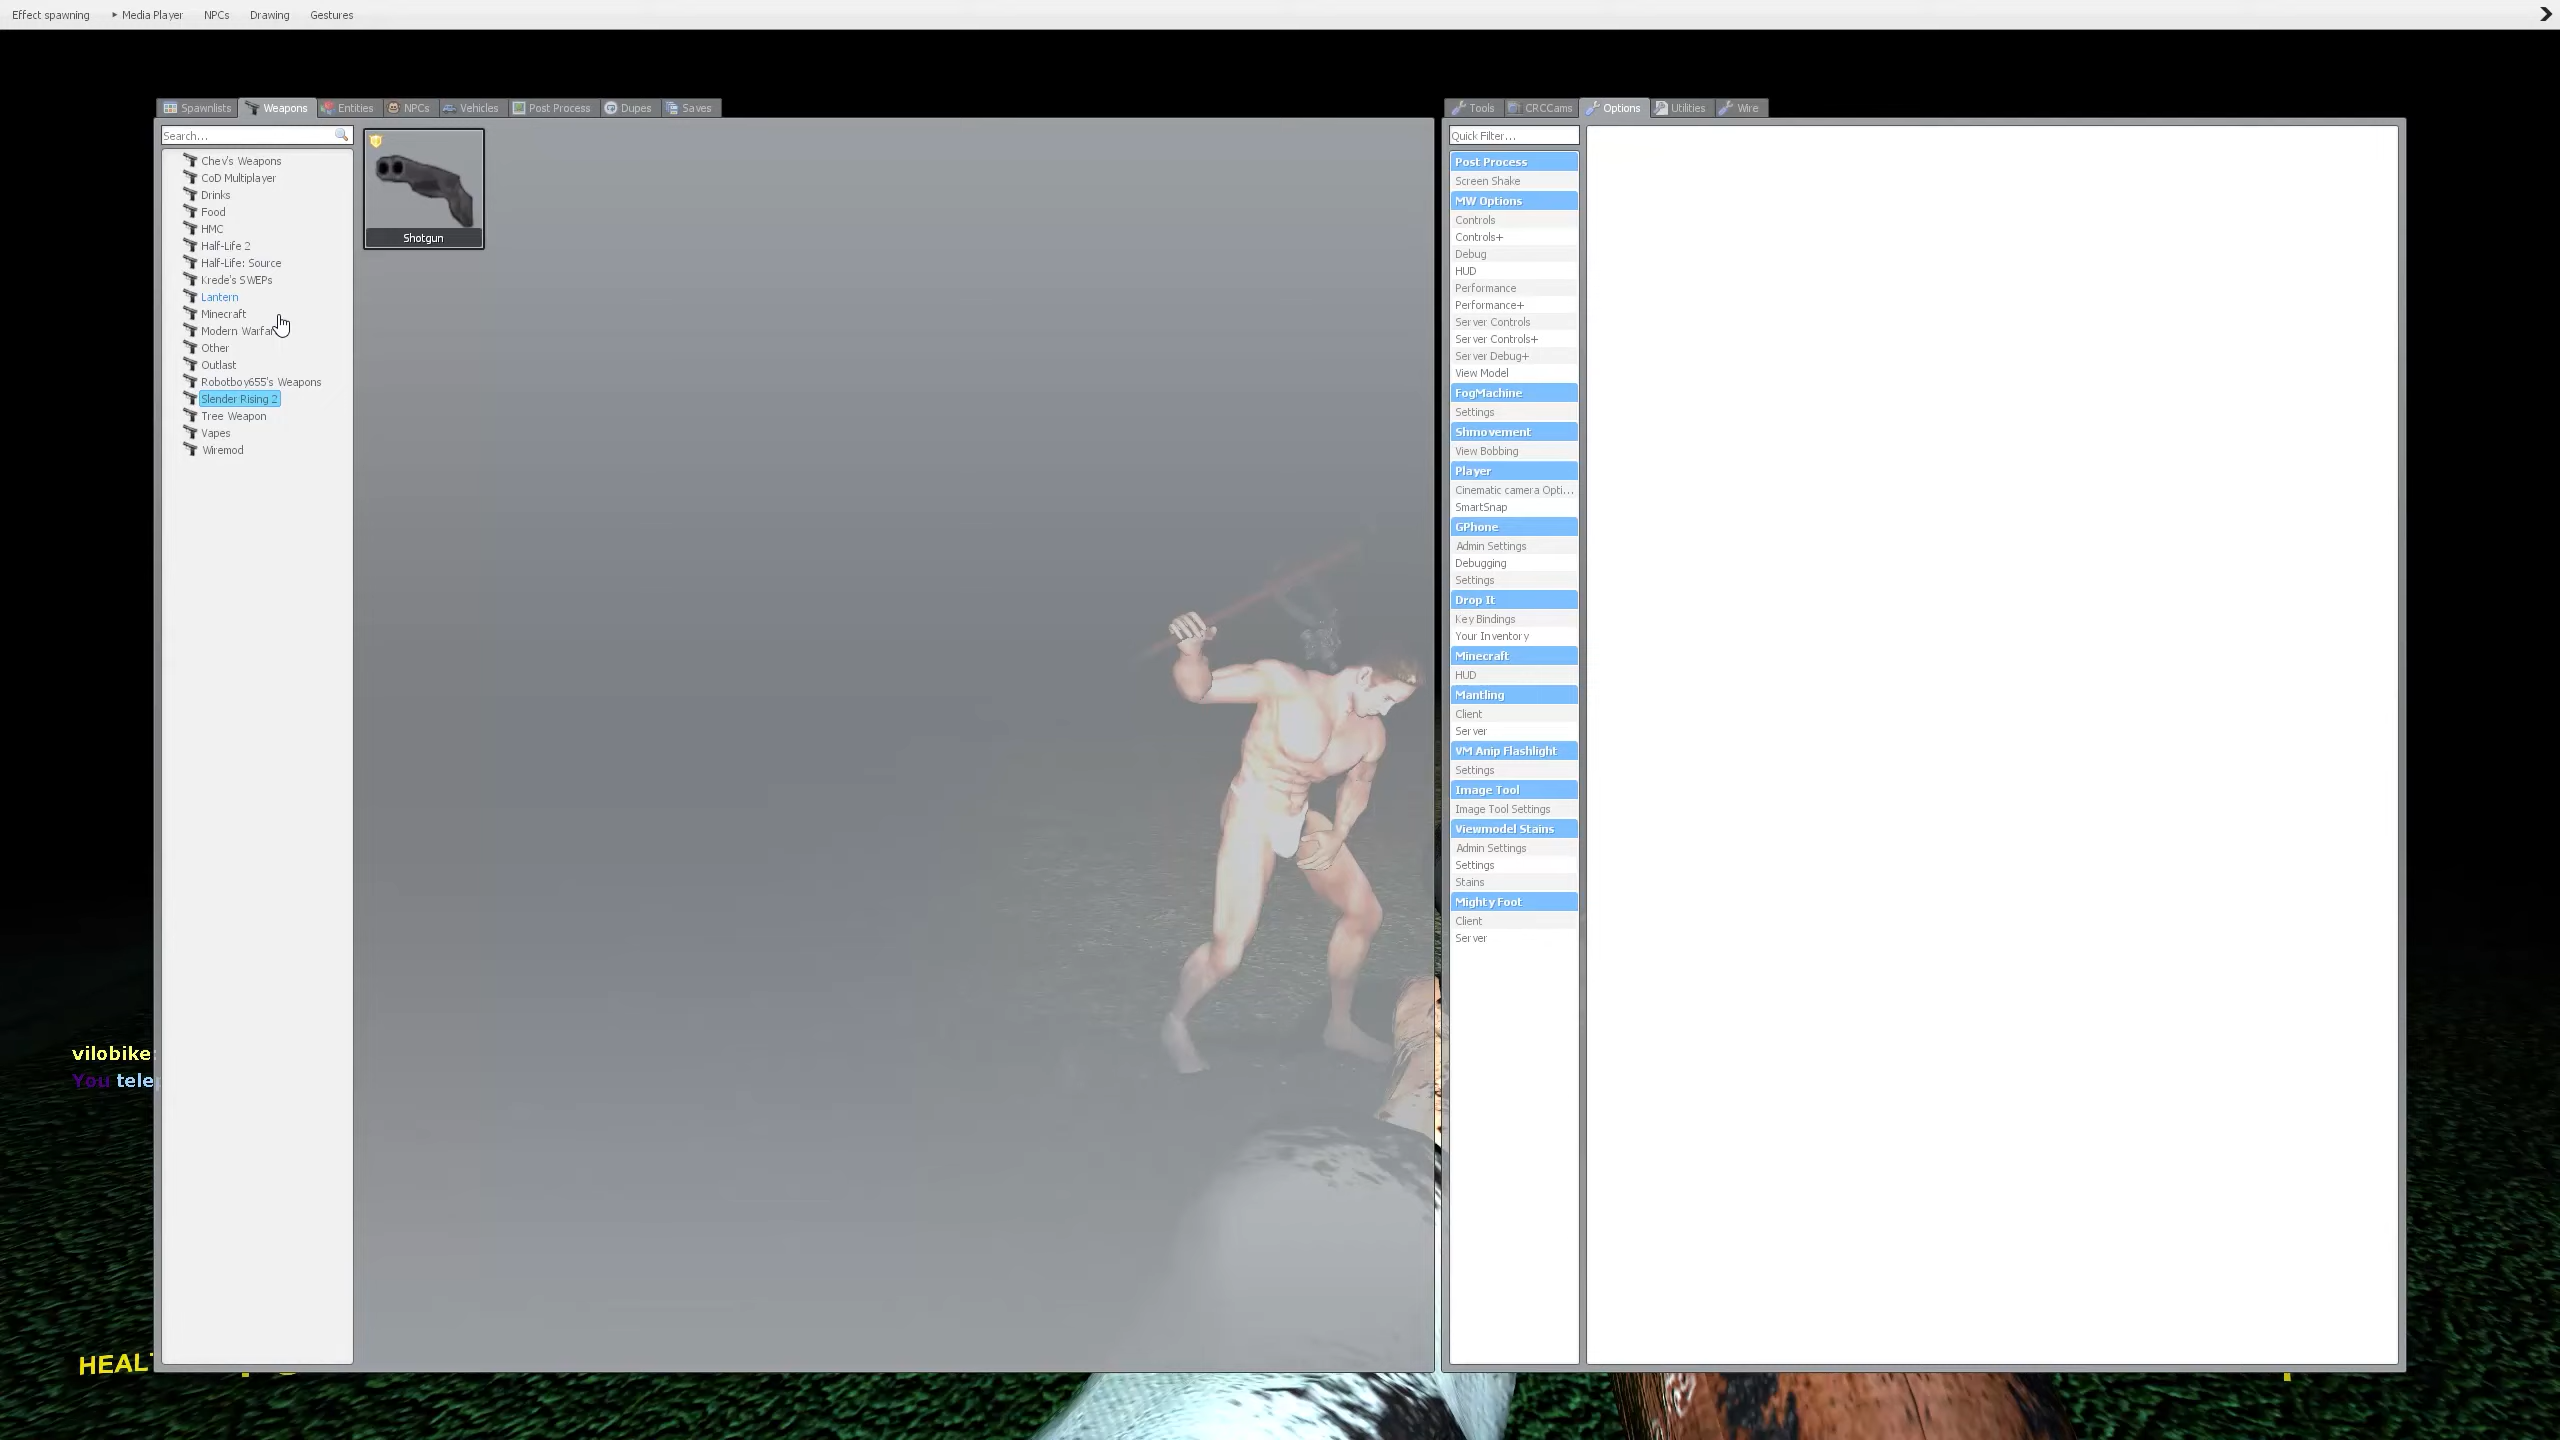 Effect spawning
Media Player
NPCs
Drawing
Gestures
Spawnlists
Weapons
Entities
NPCs
Vehicles
Post Process
Dupes
Saves
Search...
Chev's Weapons
CoD Multiplayer
Drinks
Food
HMC
Half-Life 2
Half-Life: Source
Krede's SWEPs
Lantern
Minecraft
Modern
Other
Outlast
Robotboy655's Weapons
Slender Rising 2
Tree Weapon
Vapes
Wiremod
Shotgun
Tools
CRCCams
Options
Utilities
Wire
Quick Filter...
Post Process
Screen Shake
MW Options
Controls
Controls+
Debug
HUD
Performance
Performance+
Server Controls
Server Controls+
Server Debug+
View Model
FogMachine
Settings
Shmovement
View Bobbing
Player
Cinematic camera Opti...
SmartSnap
GPhone
Admin Settings
Debugging
Settings
Drop It
Key Bindings
Your Inventory
Minecraft
HUD
Mantling
Client
Server
VM Anip Flashlight
Settings
Image Tool
Image Tool Settings
Viewmodel Stains
Admin Settings
Settings
Stains
Mighty Foot
Client
Server
vilobike:
You